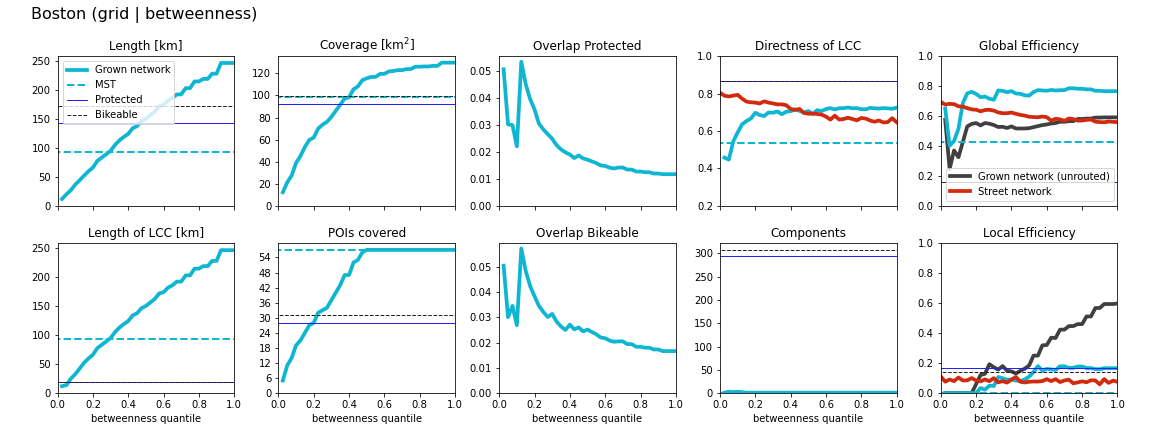 Boston (grid | betweenness)
Length [km]
Coverage [km²]
Overlap Protected
Directness of LCC
Global Efficiency
250
200
150
100
50
0
Grown network
MST
Protected
Bikeable
120
100
80
60
40
20
0
0.05
0.04
0.03
0.02
0.01
0.00
1.0
0.8
0.6
0.4
0.2
1.0
0.8
0.6
0.4
0.2
0.0
Grown network (unrouted)
Street network
Length of LCC [km]
POIs covered
Overlap Bikeable
Components
Local Efficiency
250
200
150
100
50
0
54
48
42
36
30
24
18
12
6
0
0.05
0.04
0.03
0.02
0.01
0.00
300
250
200
150
100
50
0
1.0
0.8
0.6
0.4
0.2
0.0
0.0 0.2 0.4 0.6 0.8 1.0
0.0 0.2 0.4 0.6 0.8 1.0
0.0 0.2 0.4 0.6 0.8 1.0
0.0 0.2 0.4 0.6 0.8 1.0
0.0 0.2 0.4 0.6 0.8 1.0
betweenness quantile
betweenness quantile
betweenness quantile
betweenness quantile
betweenness quantile